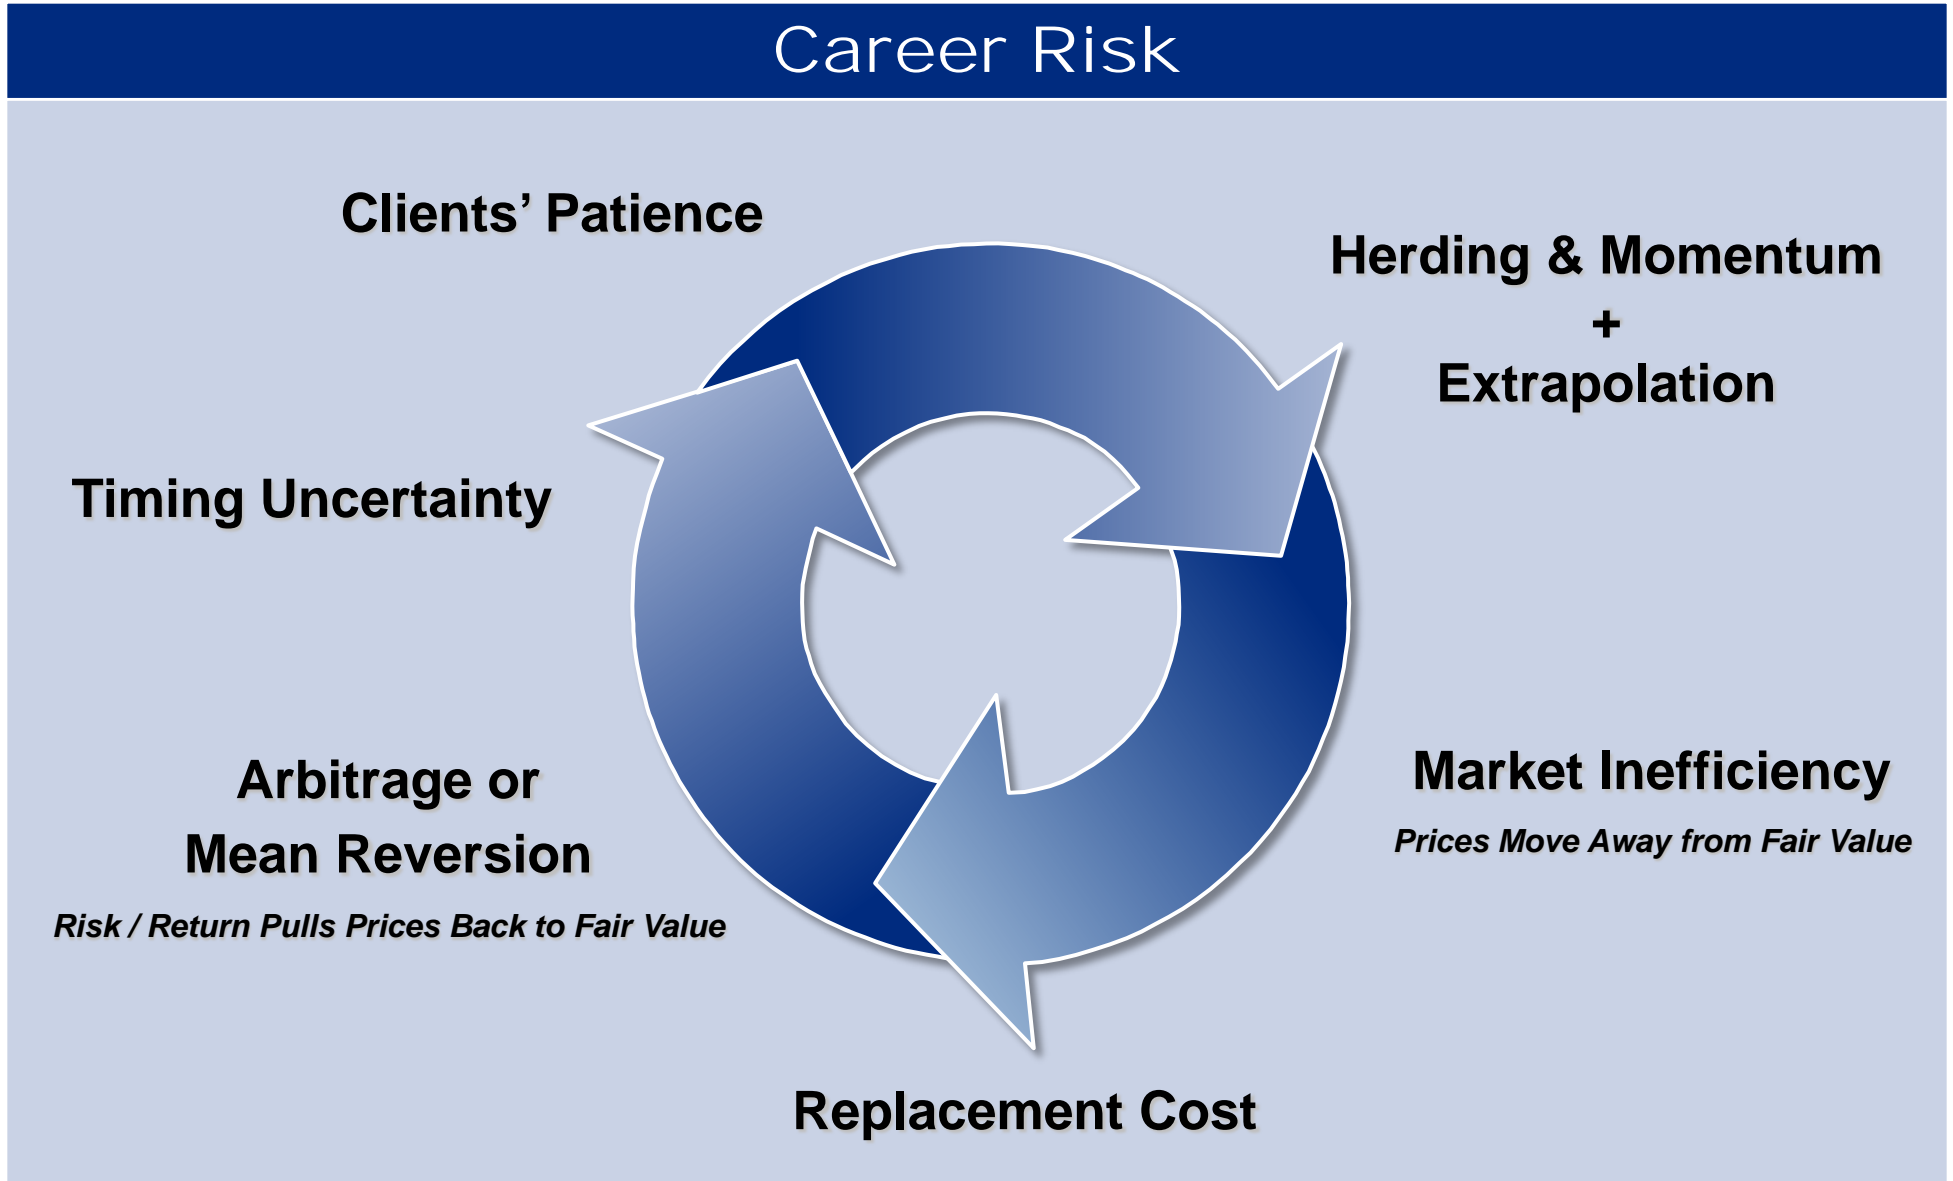 Career Risk
Clients’ Patience
Herding & Momentum
+
Extrapolation
Timing Uncertainty
Market Inefficiency
Prices Move Away from Fair Value
Arbitrage or
Mean Reversion
Risk / Return Pulls Prices Back to Fair Value
Replacement Cost